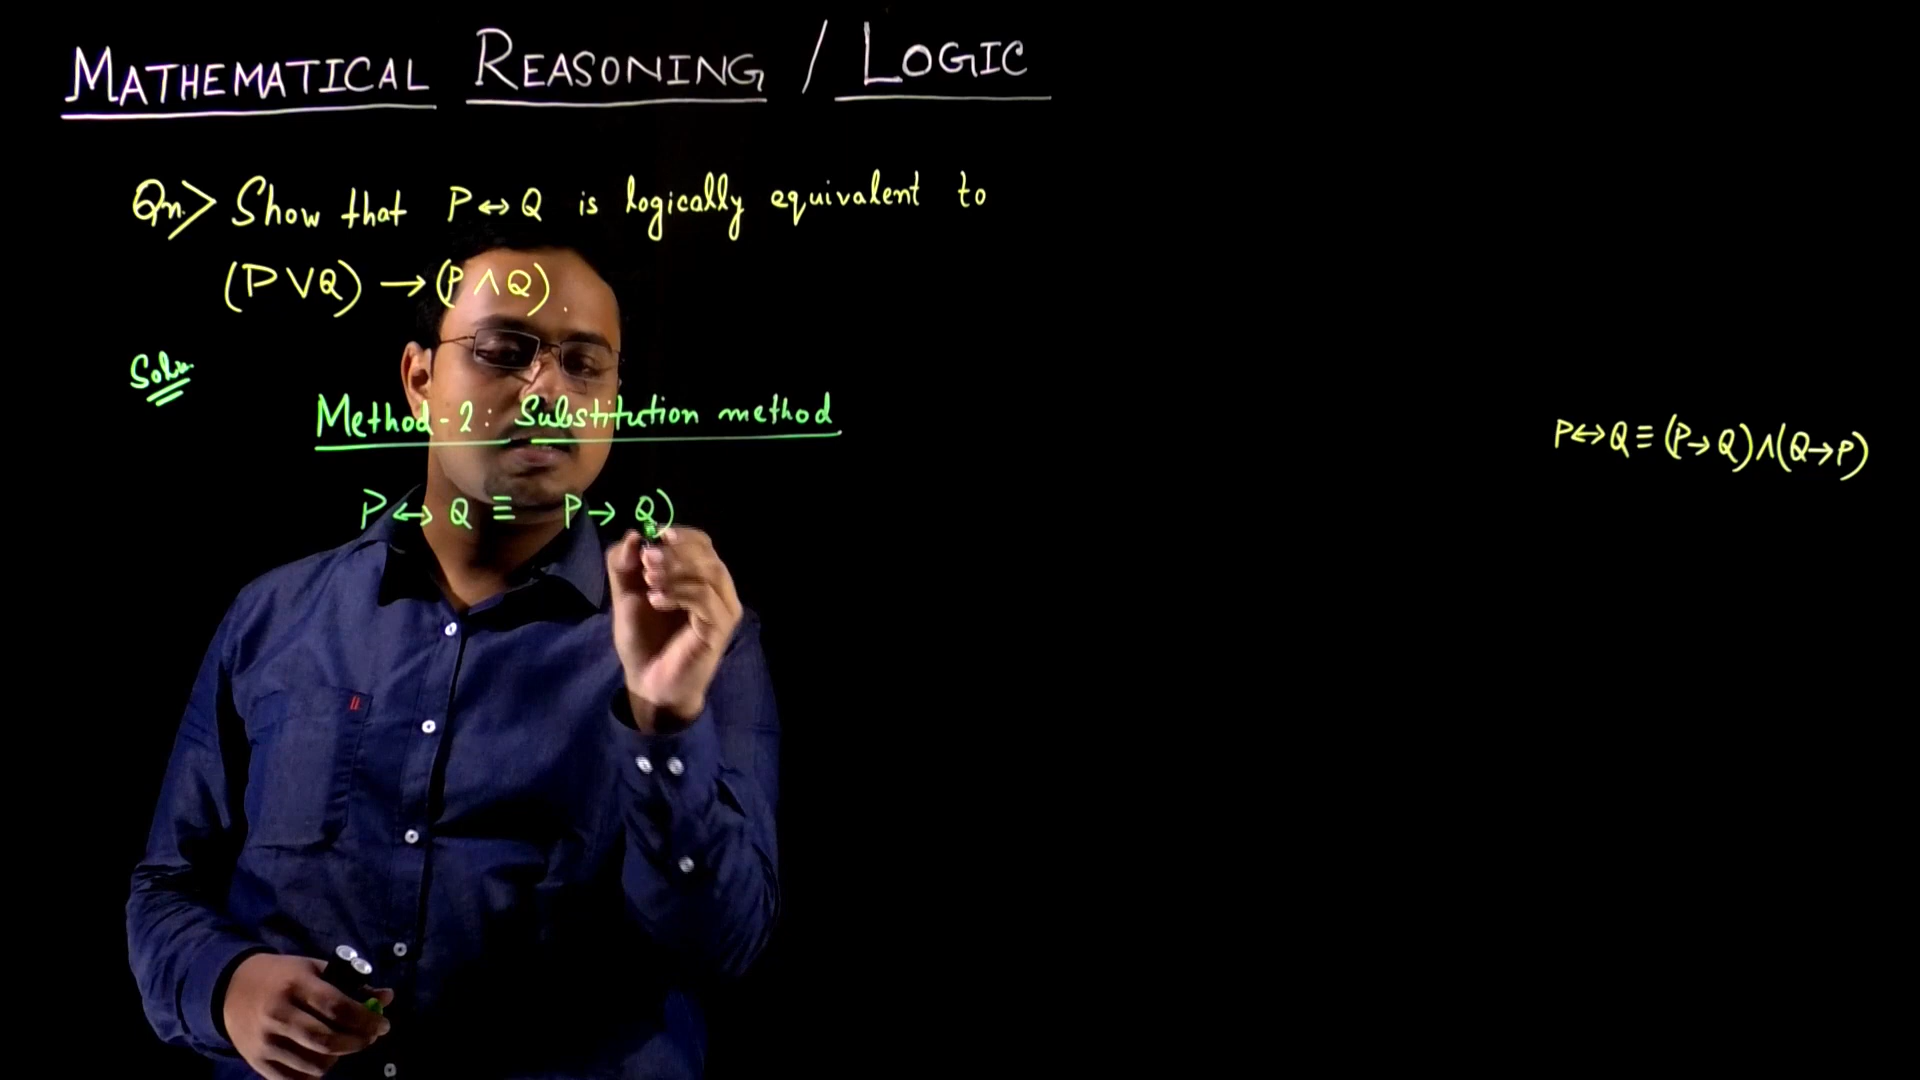 MATHEMATICAL REASONING / LOGIC
Qn.> Show that P↔Q is logically equivalent to
(P∨Q) → (P∧Q).
Soln.
Method-2: Substitution method
P↔Q ≡ (P→Q)∧(Q→P)
P ↔ Q ≡ P → Q)